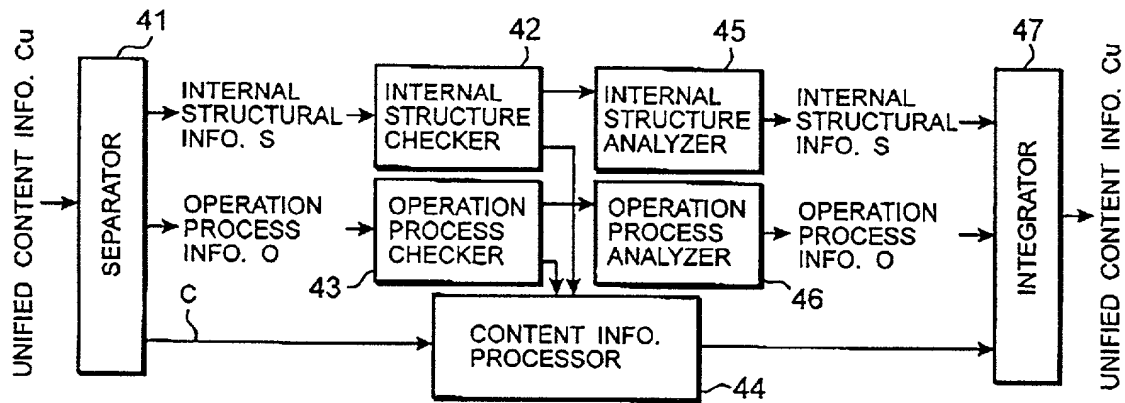 UNIFIED CONTENT INFO. Cu
41
SEPARATOR
INTERNAL
STRUCTURAL
INFO. S
OPERATION
PROCESS
INFO. O
C
42
INTERNAL
STRUCTURE
CHECKER
OPERATION
PROCESS
CHECKER
43
45
INTERNAL
STRUCTURE
ANALYZER
OPERATION
PROCESS
ANALYZER
46
CONTENT INFO.
PROCESSOR
44
INTERNAL
STRUCTURAL
INFO. S
OPERATION
PROCESS
INFO. O
47
INTEGRATOR
UNIFIED CONTENT INFO. Cu